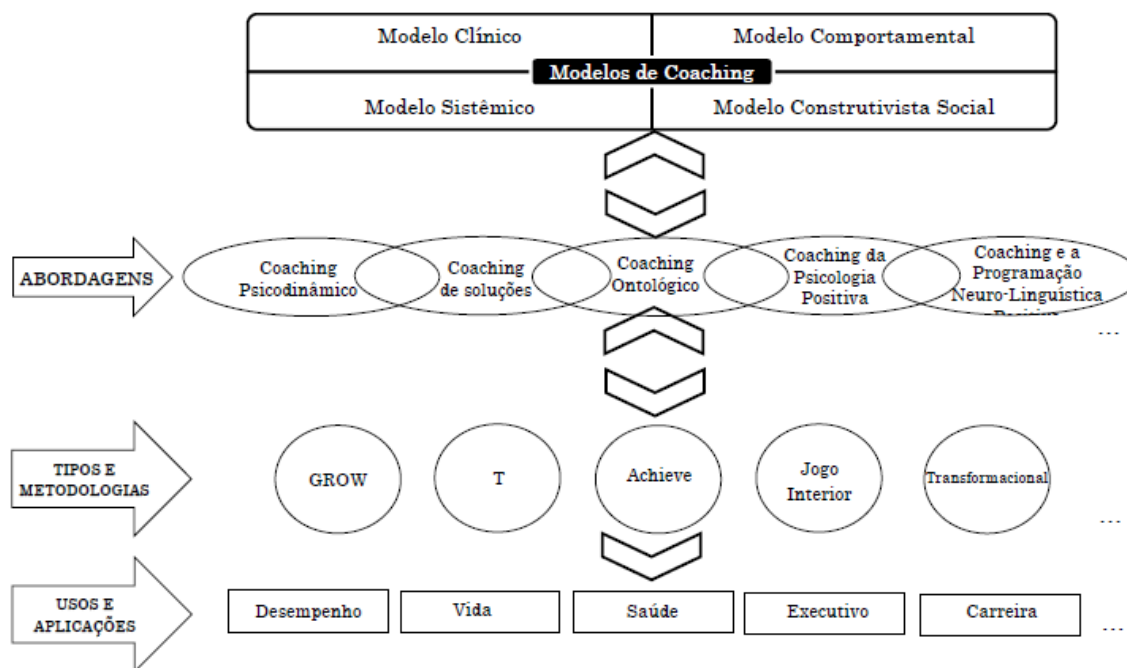 Modelo Clínico
Modelo Comportamental
Modelos de Coaching
Modelo Sistêmico
Modelo Construtivista Social
ABORDAGENS
Coaching
Psicodinâmico
Coaching
de soluções
Coaching
Ontológico
Coaching da
Psicologia
Positiva
Coaching e a
Programação
Neuro-Linguística
...
TIPOS E
METODOLOGIAS
GROW
T
Achieve
Jogo
Interior
Transformacional
...
USOS E
APLICAÇÕES
Desempenho
Vida
Saúde
Executivo
Carreira
...